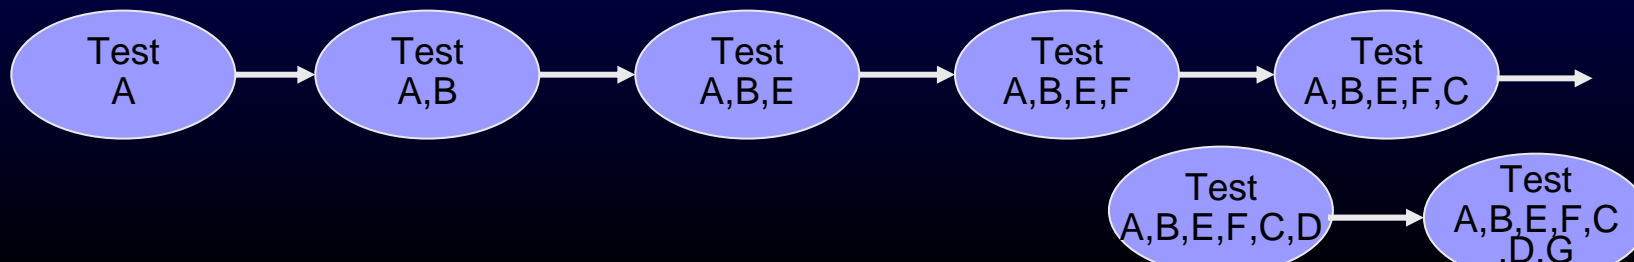 Test
A
Test
A,B
Test
A,B,E
Test
A,B,E,F
Test
A,B,E,F,C
Test
A,B,E,F,C,D
Test
A,B,E,F,C
,D,G